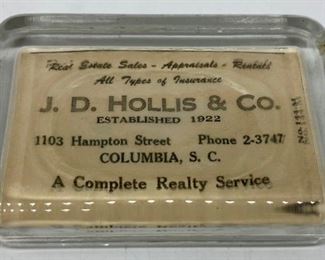 Real Estate Sales - Appraisals - Rentals
All Types of Insurance
J. D. HOLLIS & CO.
ESTABLISHED 1922
1103 Hampton Street Phone 2-3747
COLUMBIA, S. C.
A Complete Realty Service